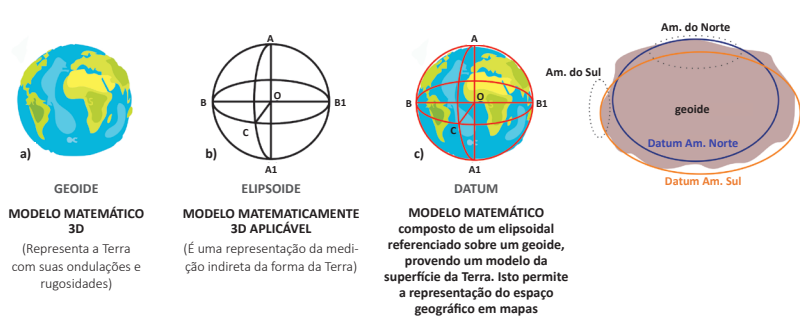 a)
GEOIDE
MODELO MATEMÁTICO
3D
(Representa a Terra
com suas ondulações e
rugosidades)
A
B
O
B1
C
A1
b)
ELIPSOIDE
MODELO MATEMATICAMENTE
3D APLICÁVEL
(É uma representação da medi-
ção indireta da forma da Terra)
A
B
O
B1
C
A1
c)
DATUM
MODELO MATEMÁTICO
composto de um elipsoidal
referenciado sobre um geoide,
provendo um modelo da
superfície da Terra. Isto permite
a representação do espaço
geográfico em mapas
Am. do Norte
Am. do Sul
geoide
Datum Am. Norte
Datum Am. Sul